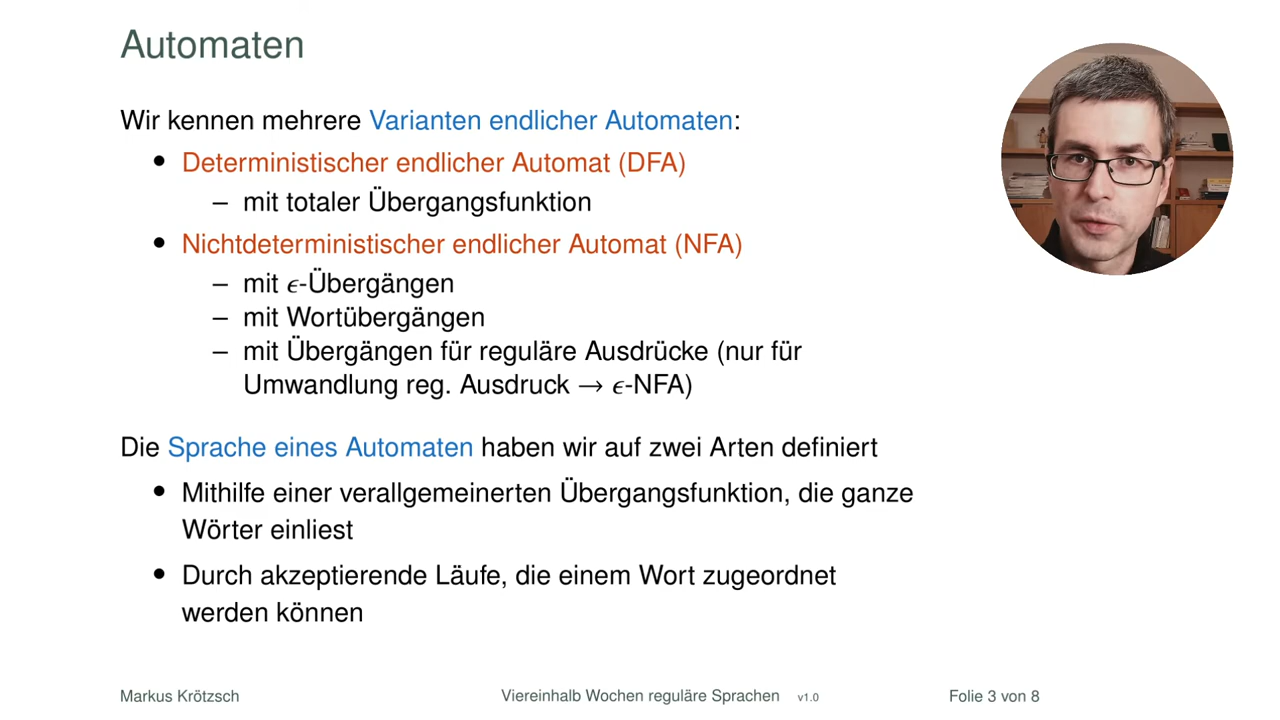 Automaten
Wir kennen mehrere Varianten endlicher Automaten:
• Deterministischer endlicher Automat (DFA)
– mit totaler Übergangsfunktion
• Nichtdeterministischer endlicher Automat (NFA)
– mit ϵ-Übergängen
– mit Wortübergängen
– mit Übergängen für reguläre Ausdrücke (nur für
Umwandlung reg. Ausdruck → ϵ-NFA)
Die Sprache eines Automaten haben wir auf zwei Arten definiert
• Mithilfe einer verallgemeinerten Übergangsfunktion, die ganze
Wörter einliest
• Durch akzeptierende Läufe, die einem Wort zugeordnet
werden können
Markus Krötzsch Viereinhalb Wochen reguläre Sprachen v1.0 Folie 3 von 8